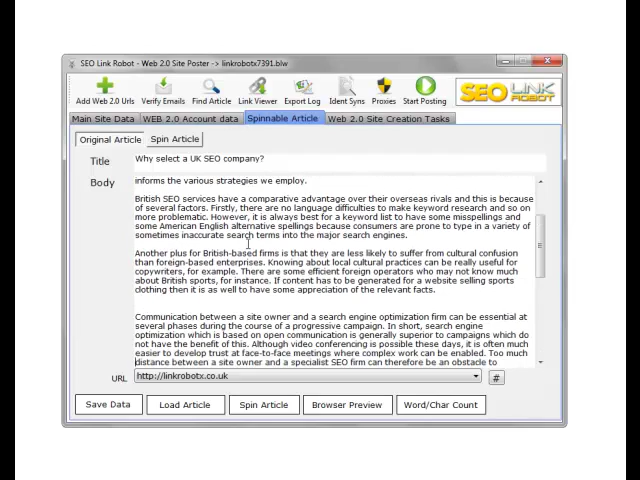 SEO Link Robot - Web 2.0 Site Poster -> linkrobotx7391.blw
Add Web 2.0 Urls Verify Emails Find Article Link Viewer Export Log Ident Syns Proxies Start Posting
SEO LINK ROBOT
Main Site Data WEB 2.0 Account data Spinnable Article Web 2.0 Site Creation Tasks
Original Article Spin Article
Title Why select a UK SEO company?
Body informs the various strategies we employ.
British SEO services have a comparative advantage over their overseas rivals and this is because
of several factors. Firstly, there are no language difficulties to make keyword research and so on
more problematic. However, it is always best for a keyword list to have some misspellings and
some American English alternative spellings because consumers are prone to type in a variety of
sometimes inaccurate search terms into the major search engines.
Another plus for British-based firms is that they are less likely to suffer from cultural confusion
than foreign-based enterprises. Knowing about local cultural practices can be really useful for
copywriters, for example. There are some efficient foreign operators who may not know much
about British sports, for instance. If content has to be generated for a website selling sports
clothing then it is as well to have some appreciation of the relevant facts.
Communication between a site owner and a search engine optimization firm can be essential at
several phases during the course of a progressive campaign. In short, search engine
optimization which is based on open communication is generally superior to campaigns which do
not have the benefit of this. Although video conferencing is possible these days, it is often much
easier to develop trust at face-to-face meetings where complex work can be enabled. Too much
distance between a site owner and a specialist SEO firm can therefore be an obstacle to
URL http://linkrobotx.co.uk #
Save Data Load Article Spin Article Browser Preview Word/Char Count